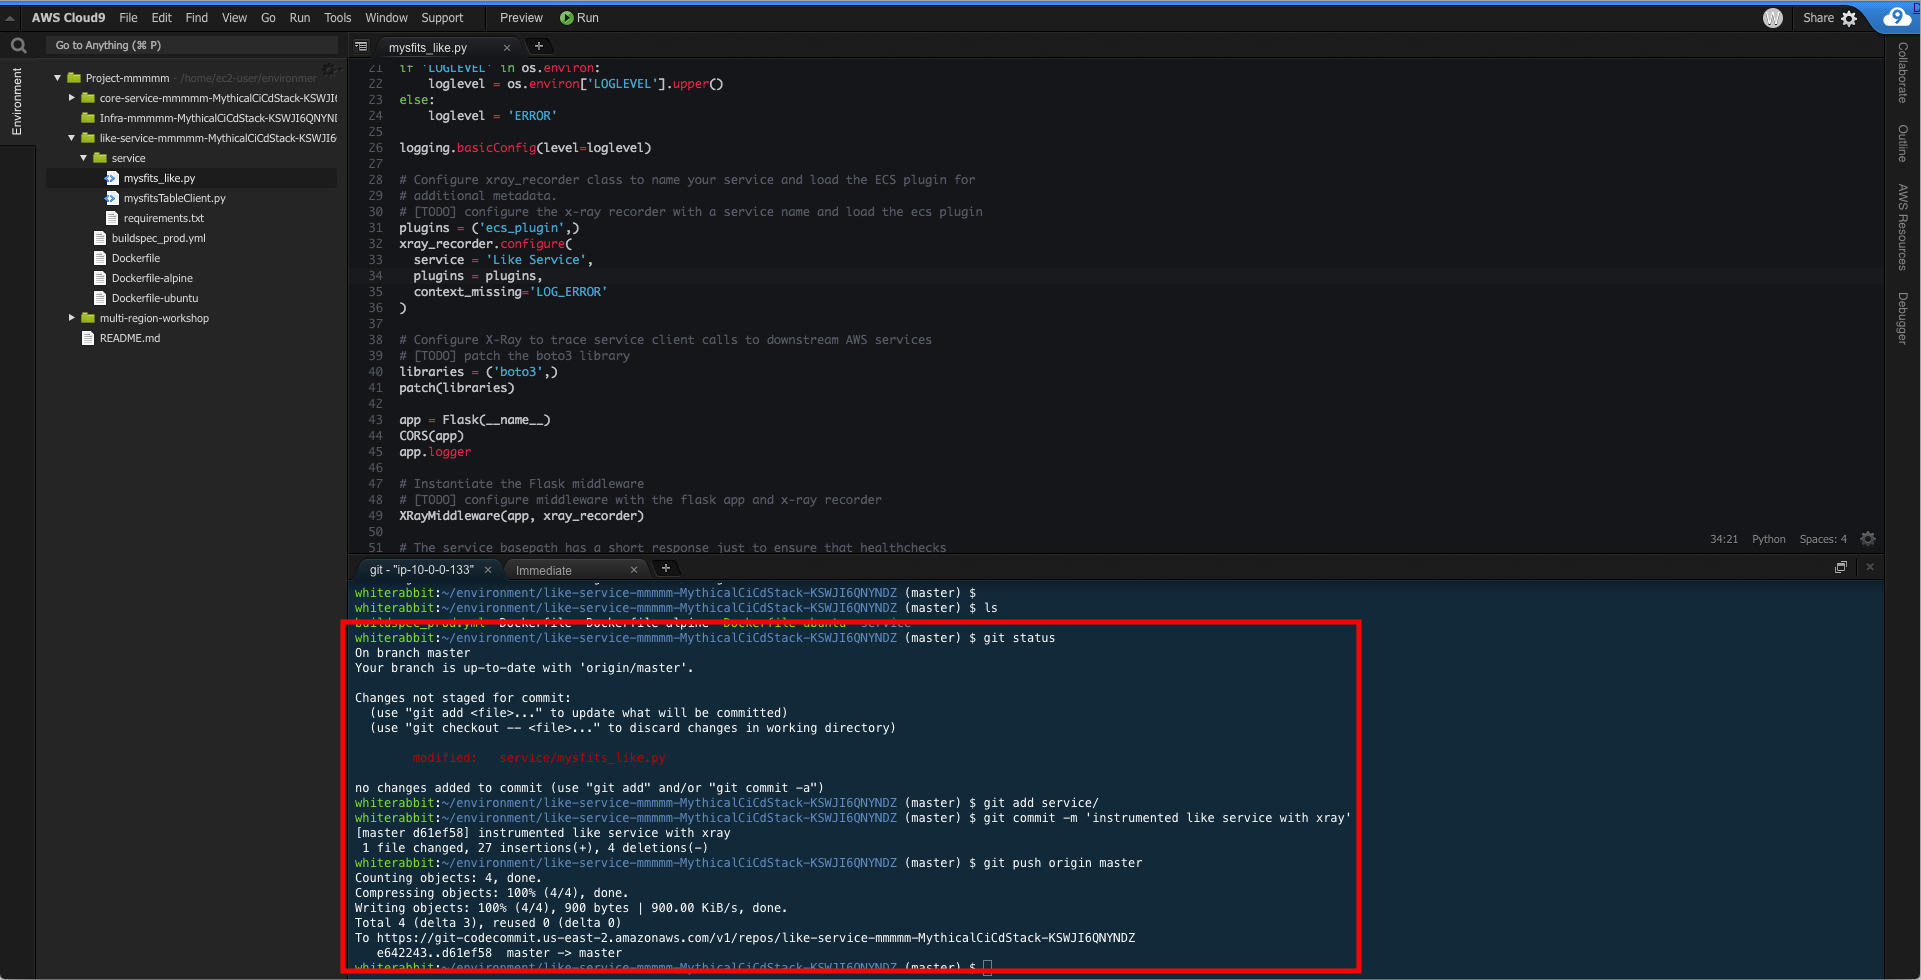 AWS Cloud9 File Edit Find View Go Run Tools Window Support Preview Run W Share 9
Go to Anything (⌘ P)
mysfits_like.py
Environment
Project-mmmmm - /home/ec2-user/environmen
core-service-mmmmm-MythicalCiCdStack-KSWJI6
Infra-mmmmm-MythicalCiCdStack-KSWJI6QNYND
like-service-mmmmm-MythicalCiCdStack-KSWJI6
service
mysfits_like.py
mysfitsTableClient.py
requirements.txt
buildspec_prod.yml
Dockerfile
Dockerfile-alpine
Dockerfile-ubuntu
multi-region-workshop
README.md
21 if 'LOGLEVEL' in os.environ:
22 loglevel = os.environ['LOGLEVEL'].upper()
23 else:
24 loglevel = 'ERROR'
25
26 logging.basicConfig(level=loglevel)
27
28 # Configure xray_recorder class to name your service and load the ECS plugin for
29 # additional metadata.
30 # [TODO] configure the x-ray recorder with a service name and load the ecs plugin
31 plugins = ('ecs_plugin',)
32 xray_recorder.configure(
33 service = 'Like Service',
34 plugins = plugins,
35 context_missing='LOG_ERROR'
36 )
37
38 # Configure X-Ray to trace service client calls to downstream AWS services
39 # [TODO] patch the boto3 library
40 libraries = ('boto3',)
41 patch(libraries)
42
43 app = Flask(__name__)
44 CORS(app)
45 app.logger
46
47 # Instantiate the Flask middleware
48 # [TODO] configure middleware with the flask app and x-ray recorder
49 XRayMiddleware(app, xray_recorder)
50
51 # The service basepath has a short response just to ensure that healthchecks
34:21 Python Spaces: 4
Collaborate
Outline
AWS Resources
Debugger
git - "ip-10-0-0-133" Immediate
whiterabbit:~/environment/like-service-mmmmm-MythicalCiCdStack-KSWJI6QNYNDZ (master) $
whiterabbit:~/environment/like-service-mmmmm-MythicalCiCdStack-KSWJI6QNYNDZ (master) $ ls
buildspec_prod.yml Dockerfile Dockerfile-alpine Dockerfile-ubuntu service
whiterabbit:~/environment/like-service-mmmmm-MythicalCiCdStack-KSWJI6QNYNDZ (master) $ git status
On branch master
Your branch is up-to-date with 'origin/master'.
Changes not staged for commit:
(use "git add <file>..." to update what will be committed)
(use "git checkout -- <file>..." to discard changes in working directory)
modified: service/mysfits_like.py
no changes added to commit (use "git add" and/or "git commit -a")
whiterabbit:~/environment/like-service-mmmmm-MythicalCiCdStack-KSWJI6QNYNDZ (master) $ git add service/
whiterabbit:~/environment/like-service-mmmmm-MythicalCiCdStack-KSWJI6QNYNDZ (master) $ git commit -m 'instrumented like service with xray'
[master d61ef58] instrumented like service with xray
1 file changed, 27 insertions(+), 4 deletions(-)
whiterabbit:~/environment/like-service-mmmmm-MythicalCiCdStack-KSWJI6QNYNDZ (master) $ git push origin master
Counting objects: 4, done.
Compressing objects: 100% (4/4), done.
Writing objects: 100% (4/4), 900 bytes | 900.00 KiB/s, done.
Total 4 (delta 3), reused 0 (delta 0)
To https://git-codecommit.us-east-2.amazonaws.com/v1/repos/like-service-mmmmm-MythicalCiCdStack-KSWJI6QNYNDZ
e642243..d61ef58 master -> master
whiterabbit:~/environment/like-service-mmmmm-MythicalCiCdStack-KSWJI6QNYNDZ (master) $